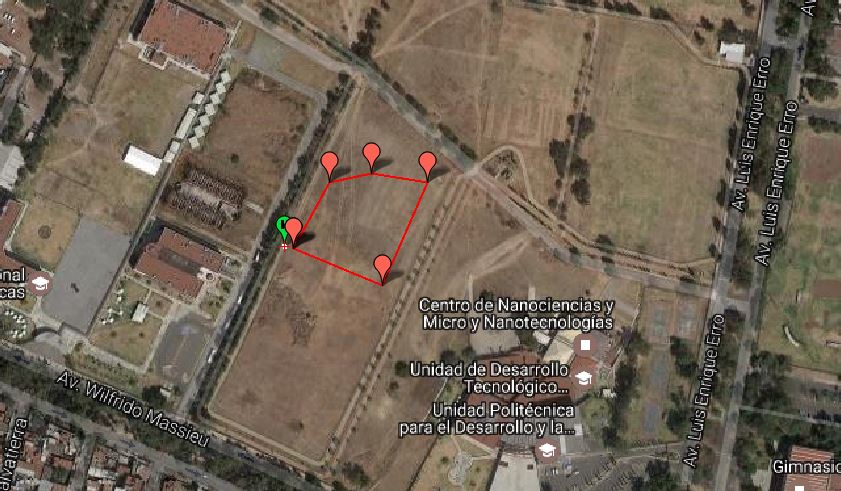 Av. Luis Enrique Erro
Av. Luis Enrique Erro
Av.
onal
cas
Centro de Nanociencias y
Micro y Nanotecnologías
Unidad de Desarrollo
Tecnológico...
Unidad Politécnica
para el Desarrollo y la...
Av. Luis Enrique Erro
Av. Wilfrido Massieu
alvatierra
Gimnasio